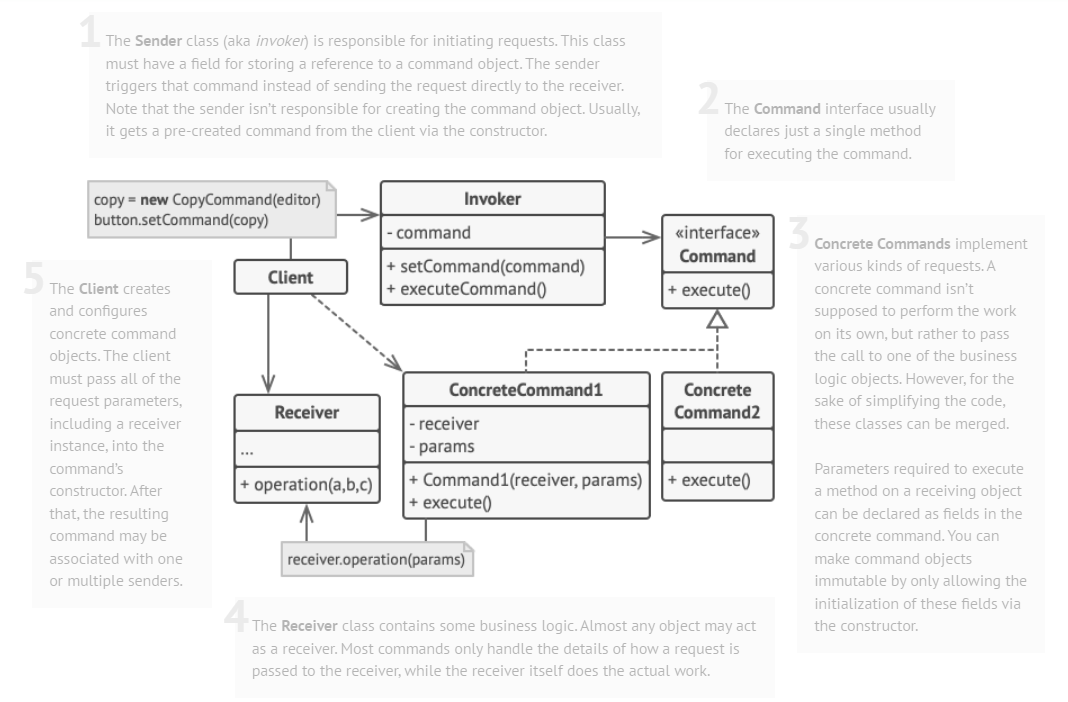 1
The Sender class (aka invoker) is responsible for initiating requests. This class
must have a field for storing a reference to a command object. The sender
triggers that command instead of sending the request directly to the receiver.
Note that the sender isn't responsible for creating the command object. Usually,
it gets a pre-created command from the client via the constructor.
2
The Command interface usually
declares just a single method
for executing the command.
copy = new CopyCommand(editor)
button.setCommand(copy)
Invoker
- command
+ setCommand(command)
+ executeCommand()
«interface»
Command
+ execute()
3
Concrete Commands implement
various kinds of requests. A
concrete command isn't
supposed to perform the work
on its own, but rather to pass
the call to one of the business
logic objects. However, for the
sake of simplifying the code,
these classes can be merged.
Parameters required to execute
a method on a receiving object
can be declared as fields in the
concrete command. You can
make command objects
immutable by only allowing the
initialization of these fields via
the constructor.
5
The Client creates
and configures
concrete command
objects. The client
must pass all of the
request parameters,
including a receiver
instance, into the
command's
constructor. After
that, the resulting
command may be
associated with one
or multiple senders.
Client
Receiver
...
+ operation(a,b,c)
ConcreteCommand1
- receiver
- params
+ Command1(receiver, params)
+ execute()
Concrete
Command2
+ execute()
receiver.operation(params)
4
The Receiver class contains some business logic. Almost any object may act
as a receiver. Most commands only handle the details of how a request is
passed to the receiver, while the receiver itself does the actual work.